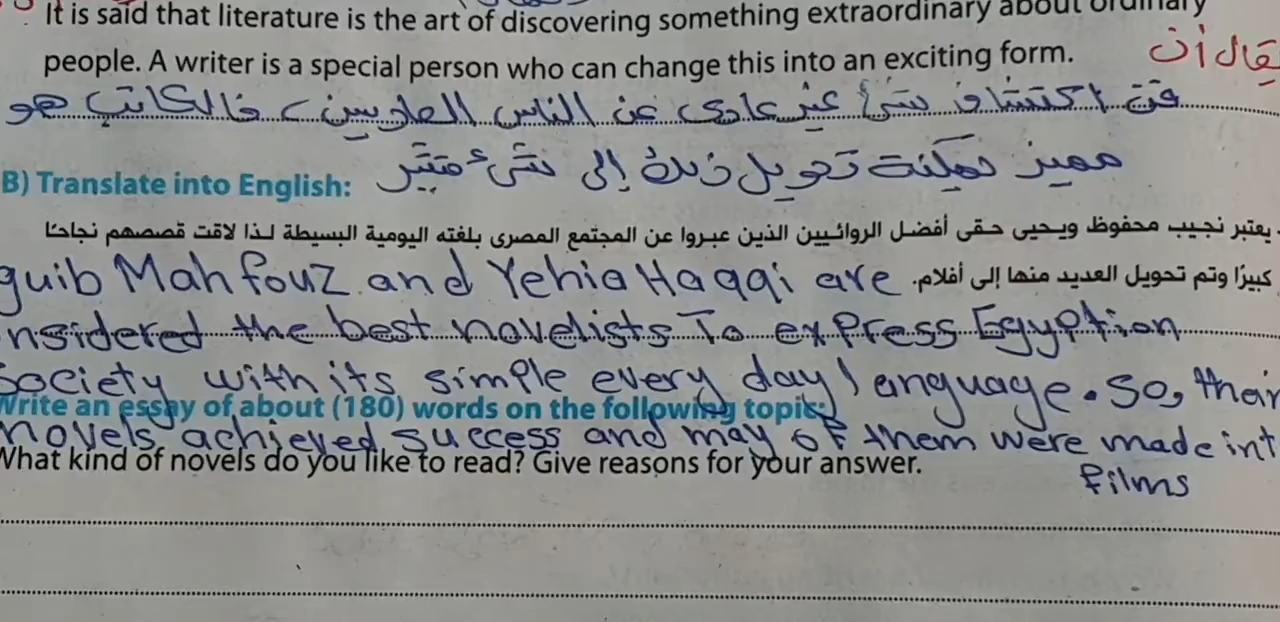 It is said that literature is the art of discovering something extraordinary about ordinary
people. A writer is a special person who can change this into an exciting form.
يقال أن
فن اكتشاف شئ غير عادى عن الناس العاديين، فالكاتب هو
مميز يمكنه تحويل ذلك إلى شئ مثير
B) Translate into English:
يعتبر نجيب محفوظ ويحيى حقى أفضل الروائيين الذين عبروا عن المجتمع المصرى بلغته اليومية البسيطة لذا لاقت قصصهم نجاحًا
كبيرًا وتم تحويل العديد منها إلى أفلام.
guib Mahfouz and Yehia Haqqi are
nsidered the best novelists To express Egyption
Society with its simple every day language. so, thair
Write an essay of about (180) words on the following topic:
novels achieved success and may of them were made int
What kind of novels do you like to read? Give reasons for your answer.
films